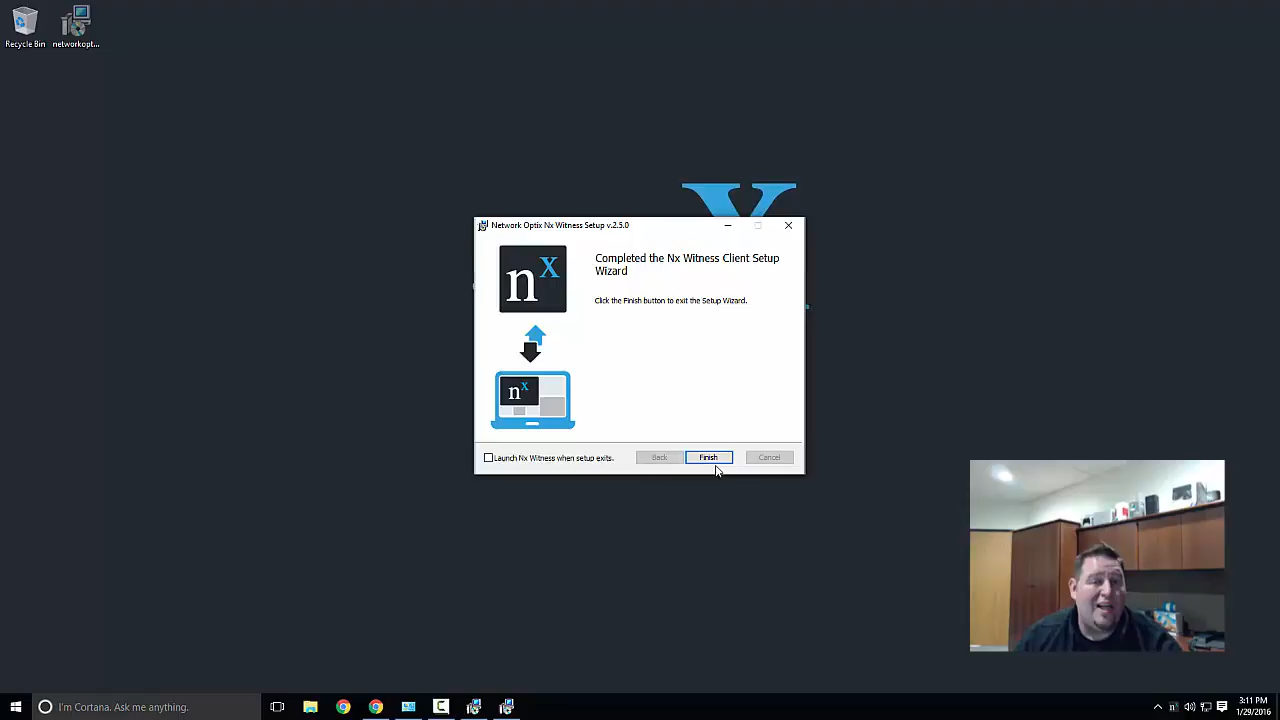 Recycle Bin
networkopt...
Network Optix Nx Witness Setup v.2.5.0
nx
Completed the Nx Witness Client Setup
Wizard
Click the Finish button to exit the Setup Wizard.
nx
Launch Nx Witness when setup exits.
Back
Finish
Cancel
I'm Cortana. Ask me anything.
3:11 PM
1/29/2016